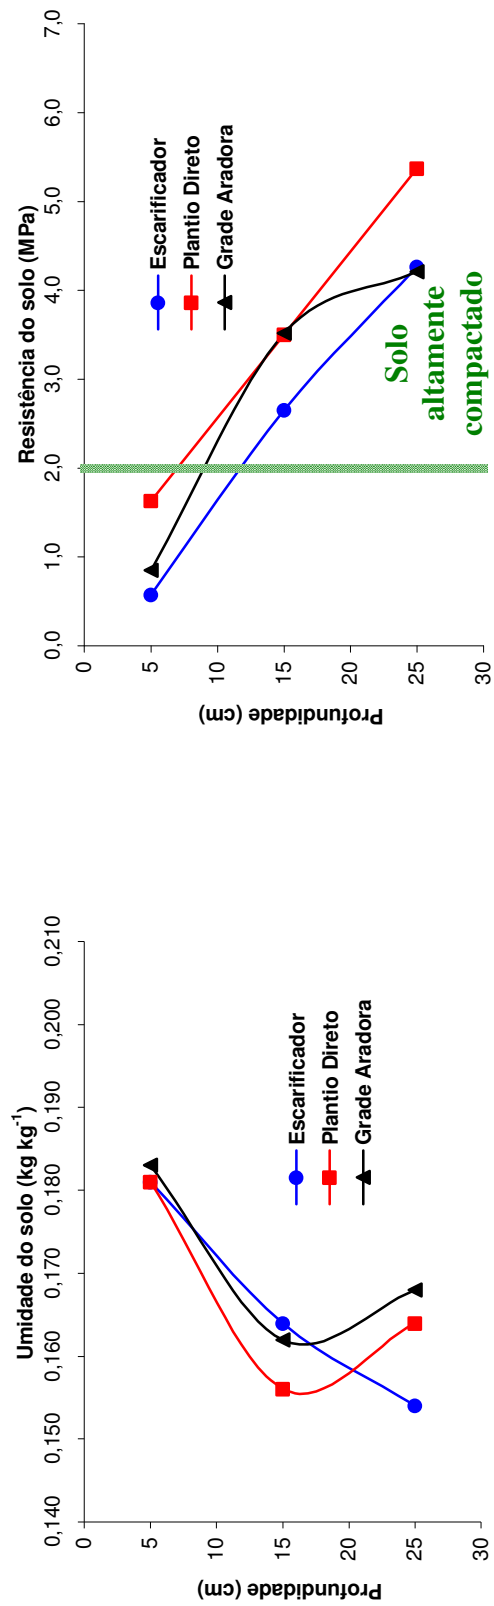 Umidade do solo (kg kg-1)
0,140 0,150 0,160 0,170 0,180 0,190 0,200 0,210
0
5
10
15
20
25
30
Profundidade (cm)
Escarificador
Plantio Direto
Grade Aradora
Resistência do solo (MPa)
0,0 1,0 2,0 3,0 4,0 5,0 6,0 7,0
0
5
10
15
20
25
30
Profundidade (cm)
Escarificador
Plantio Direto
Grade Aradora
Solo
altamente
compactado